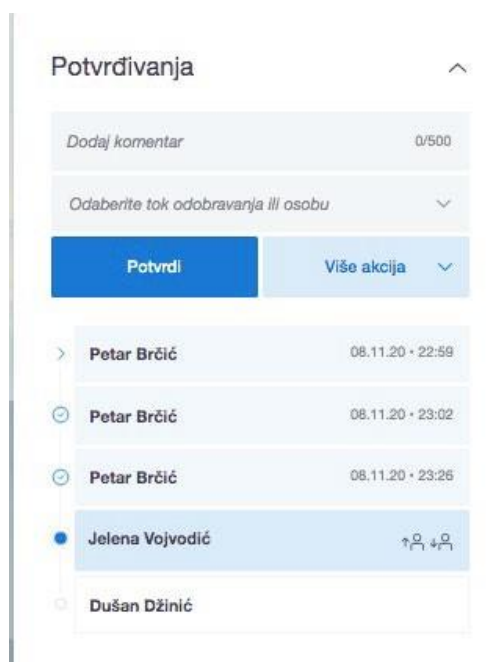 Potvrđivanja
Dodaj komentar 0/500
Odaberite tok odobravanja ili osobu
Potvrdi Više akcija
Petar Brčić 08.11.20 • 22:59
Petar Brčić 08.11.20 • 23:02
Petar Brčić 08.11.20 • 23:26
Jelena Vojvodić
Dušan Džinić